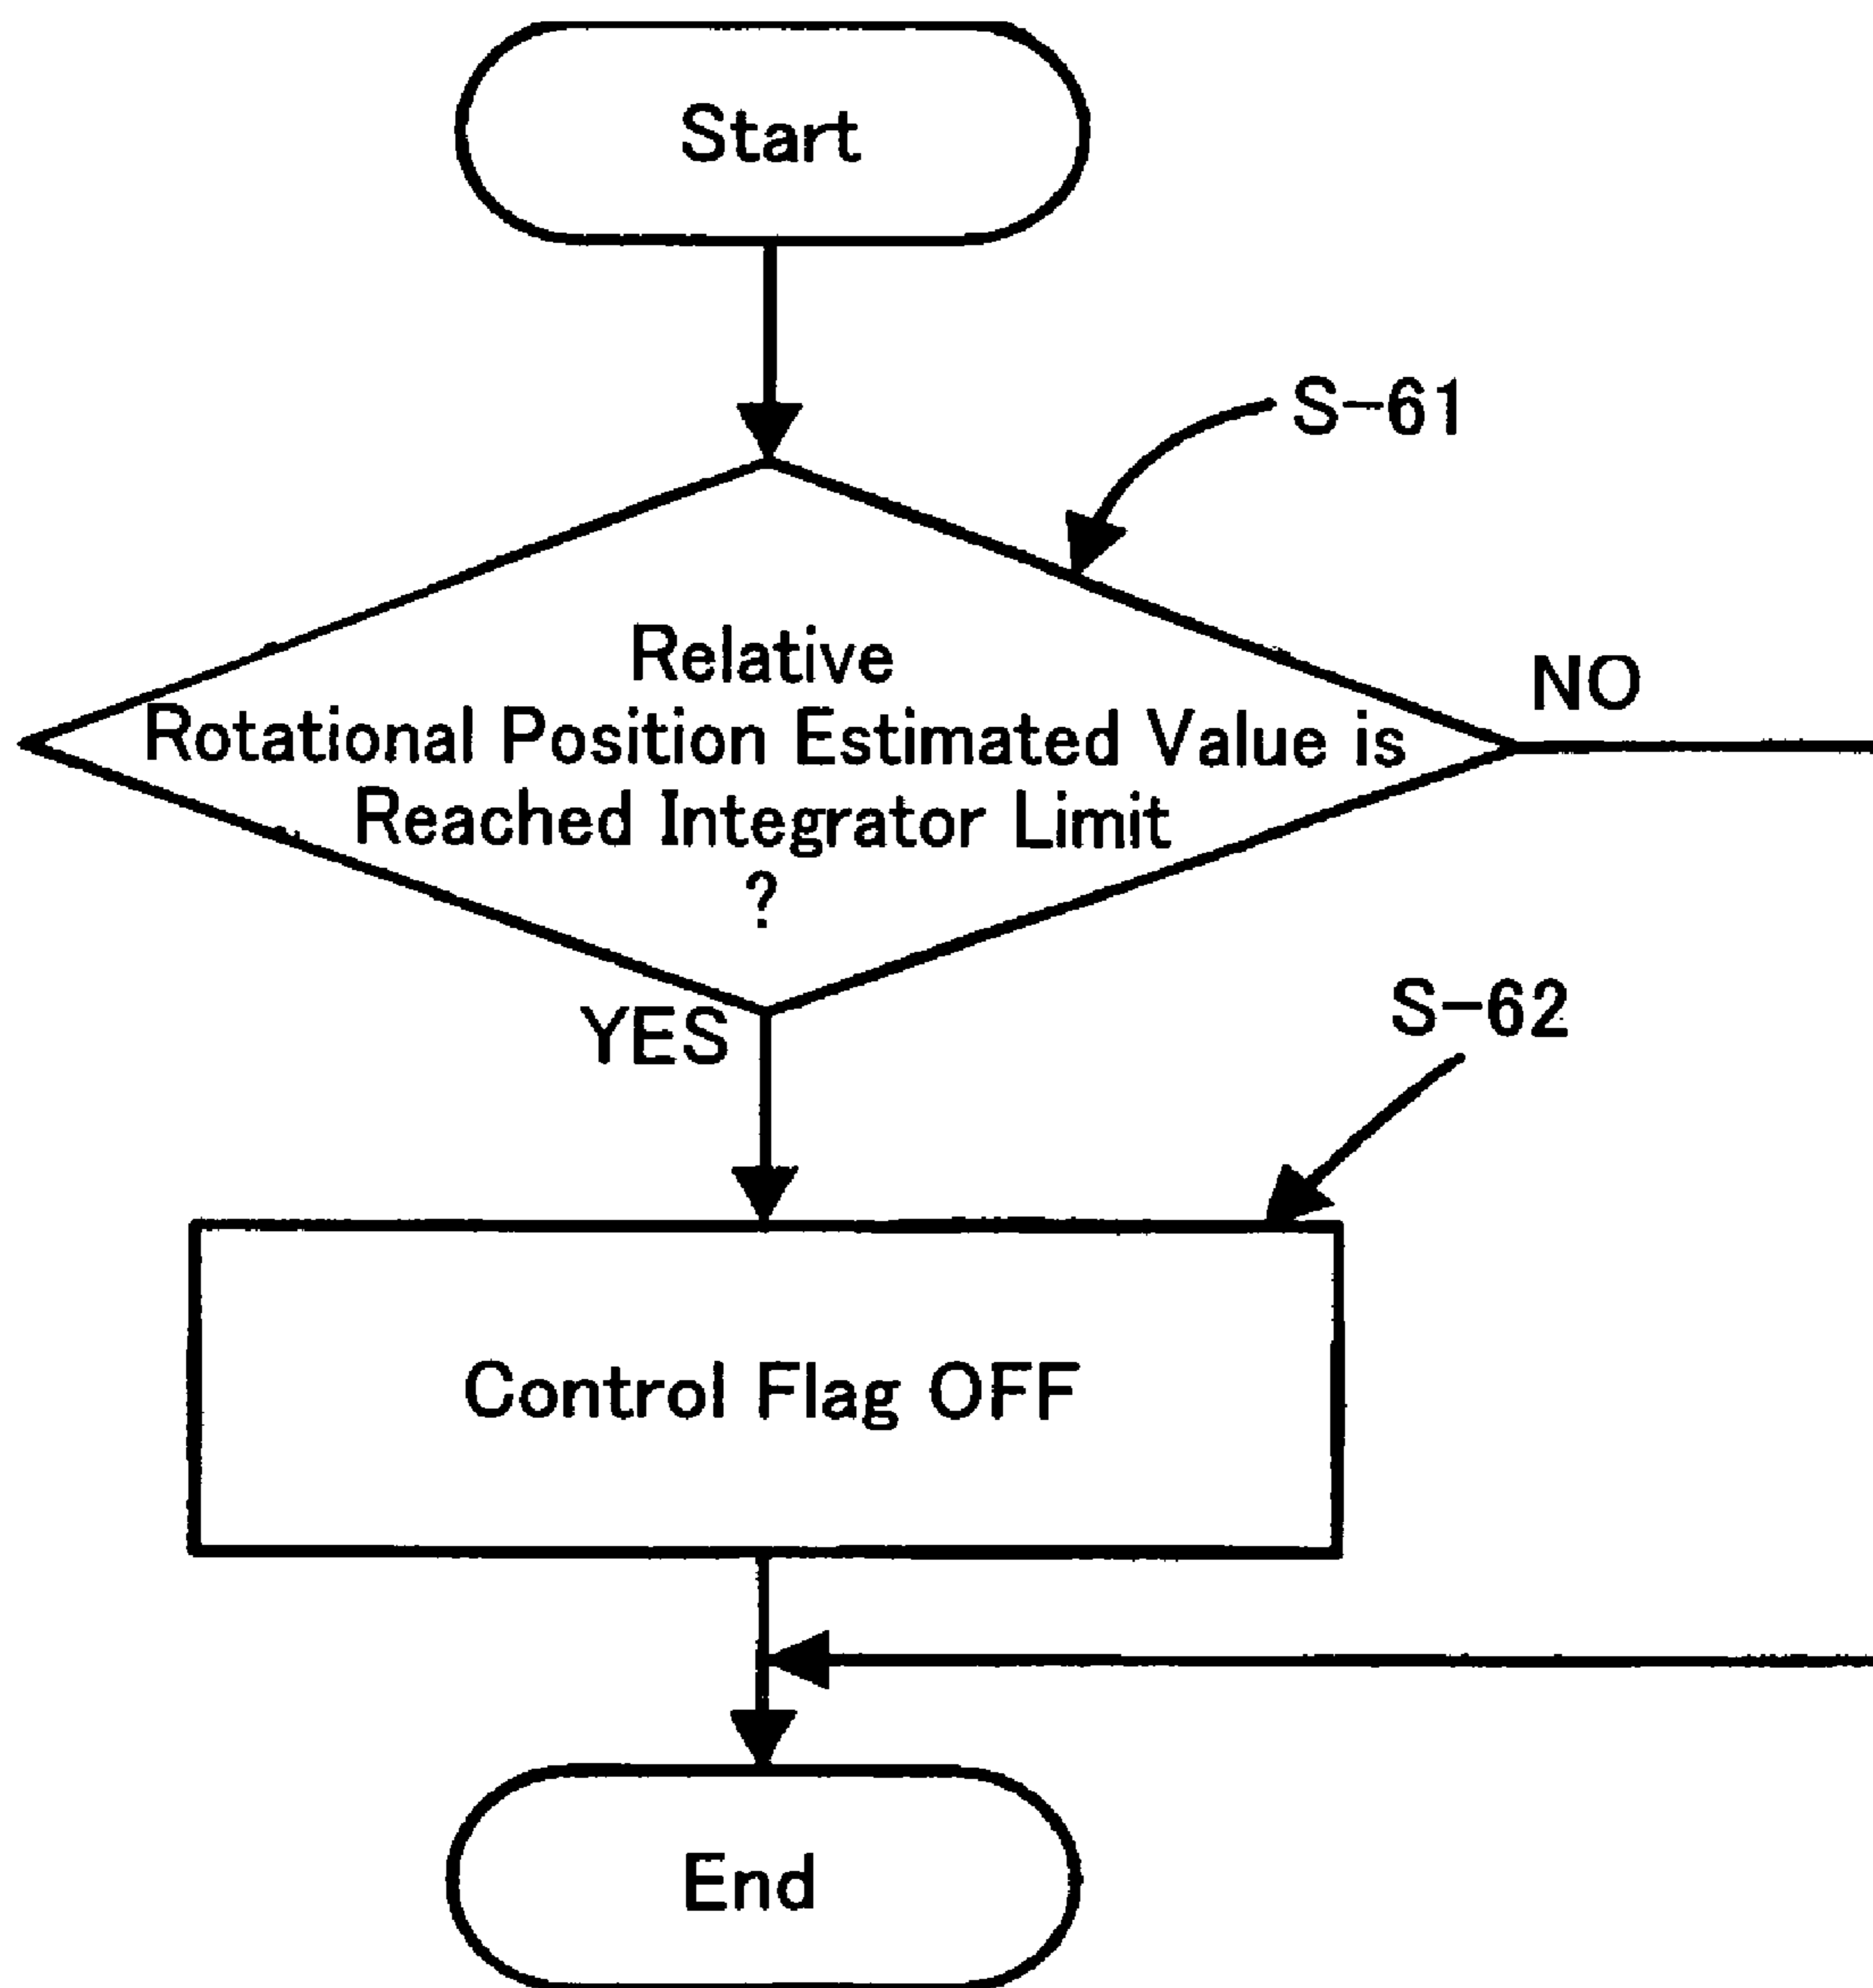 Start
S-61
Relative
Rotational Position Estimated Value is
Reached Integrator Limit
?
NO
YES
S-62
Control Flag OFF
End